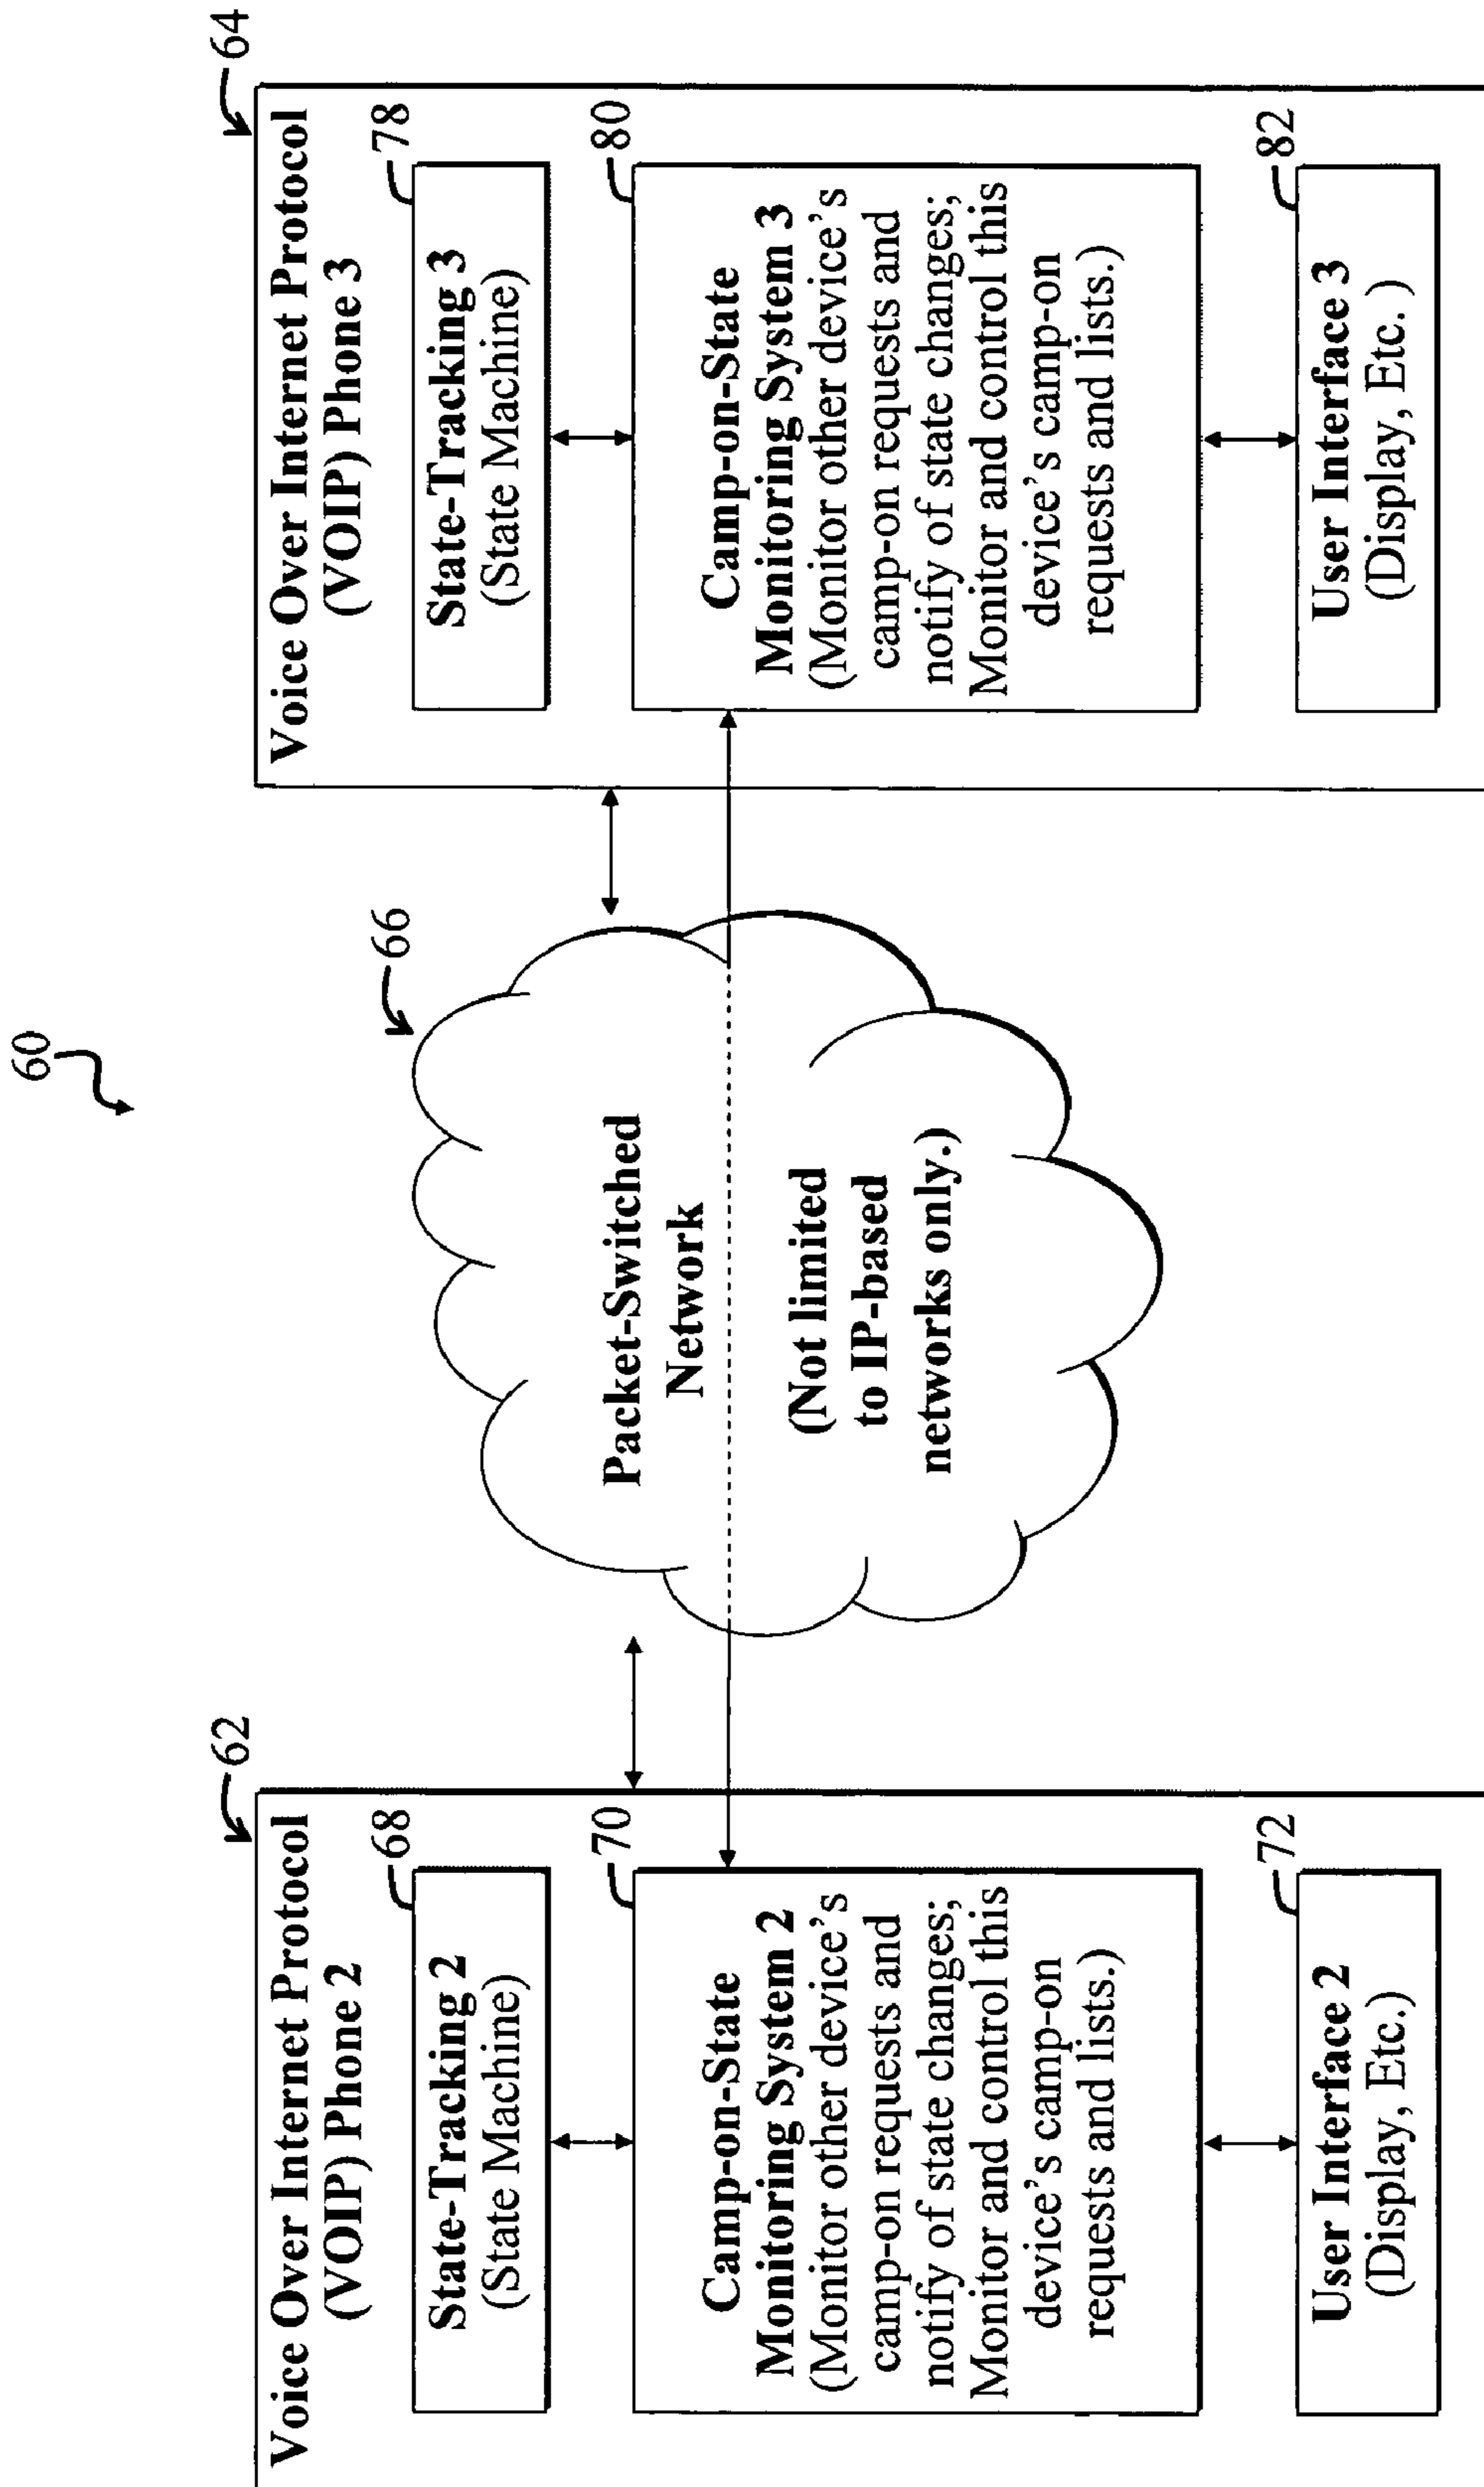 60
62
Voice Over Internet Protocol
(VOIP) Phone 2
68
State-Tracking 2
(State Machine)
70
Camp-on-State
Monitoring System 2
(Monitor other device's
camp-on requests and
notify of state changes;
Monitor and control this
device's camp-on
requests and lists.)
72
User Interface 2
(Display, Etc.)
66
Packet-Switched
Network
(Not limited
to IP-based
networks only.)
64
Voice Over Internet Protocol
(VOIP) Phone 3
78
State-Tracking 3
(State Machine)
80
Camp-on-State
Monitoring System 3
(Monitor other device's
camp-on requests and
notify of state changes;
Monitor and control this
device's camp-on
requests and lists.)
82
User Interface 3
(Display, Etc. )